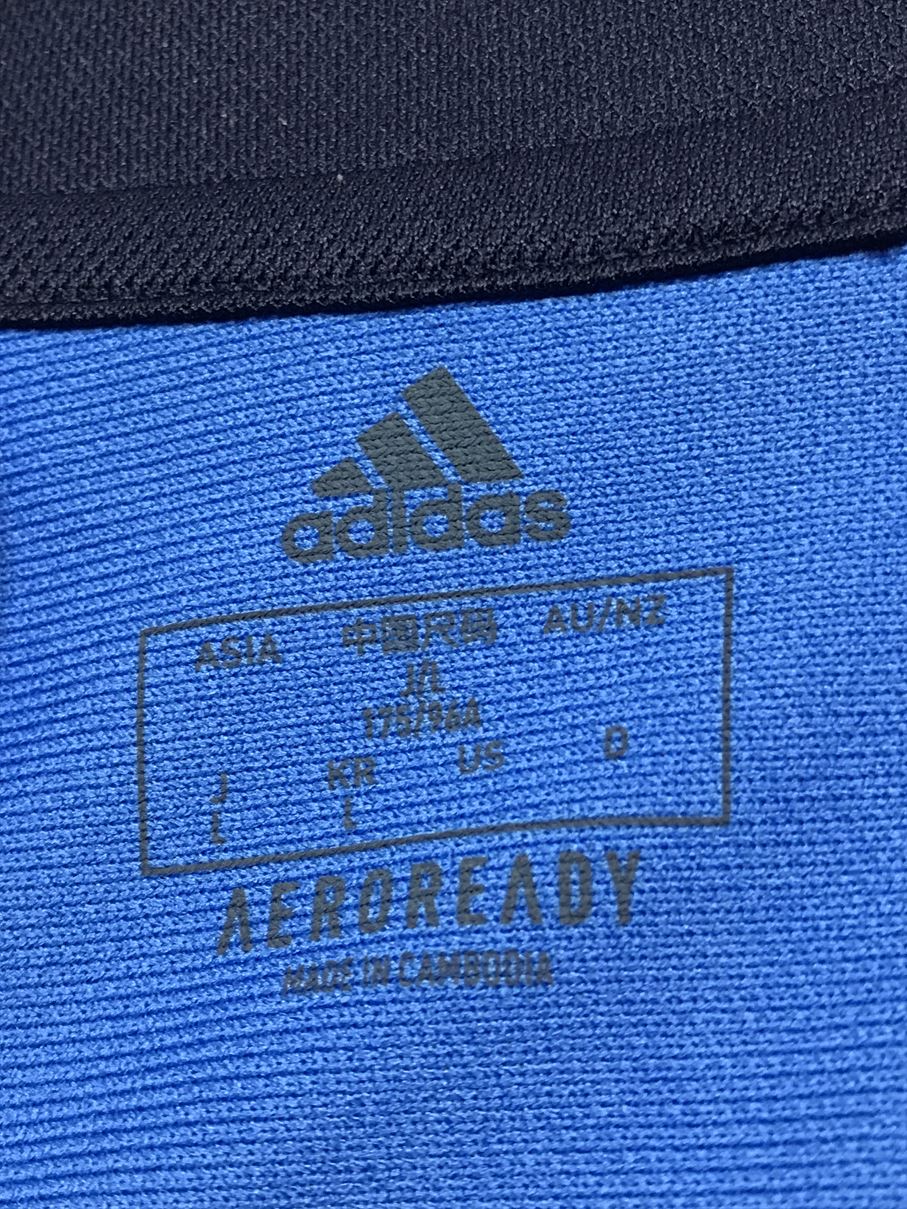 adidas
ASIA 中国尺码 AU/NZ
J/L
175/96A
J KR US D
L L
AEROREADY
MADE IN CAMBODIA